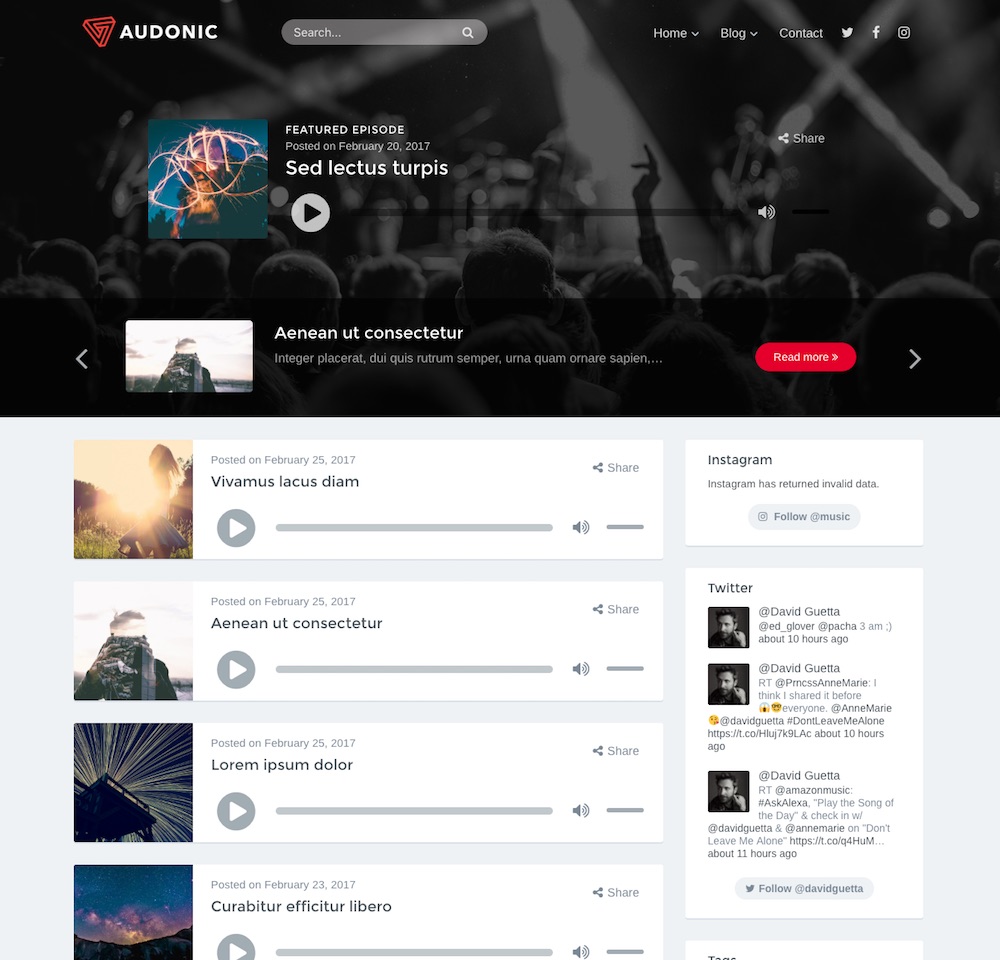 AUDONIC
Search...
Home
Blog
Contact
FEATURED EPISODE
Posted on February 20, 2017
Sed lectus turpis
Share
Aenean ut consectetur
Integer placerat, dui quis rutrum semper, urna quam ornare sapien,...
Read more »
Posted on February 25, 2017
Vivamus lacus diam
Share
Posted on February 25, 2017
Aenean ut consectetur
Share
Posted on February 25, 2017
Lorem ipsum dolor
Share
Posted on February 23, 2017
Curabitur efficitur libero
Share
Instagram
Instagram has returned invalid data.
Follow @music
Twitter
@David Guetta
@ed_glover @pacha 3 am ;)
about 10 hours ago
@David Guetta
RT @PrncssAnneMarie: I
think I shared it before
😱🤓everyone. @AnneMarie
😘@davidguetta #DontLeaveMeAlone
https://t.co/Hluj7k9LAc about 10 hours
ago
@David Guetta
RT @amazonmusic:
#AskAlexa, "Play the Song of
the Day" & check in w/
@davidguetta & @annemarie on "Don't
Leave Me Alone" https://t.co/q4HuM…
about 11 hours ago
Follow @davidguetta
Tags